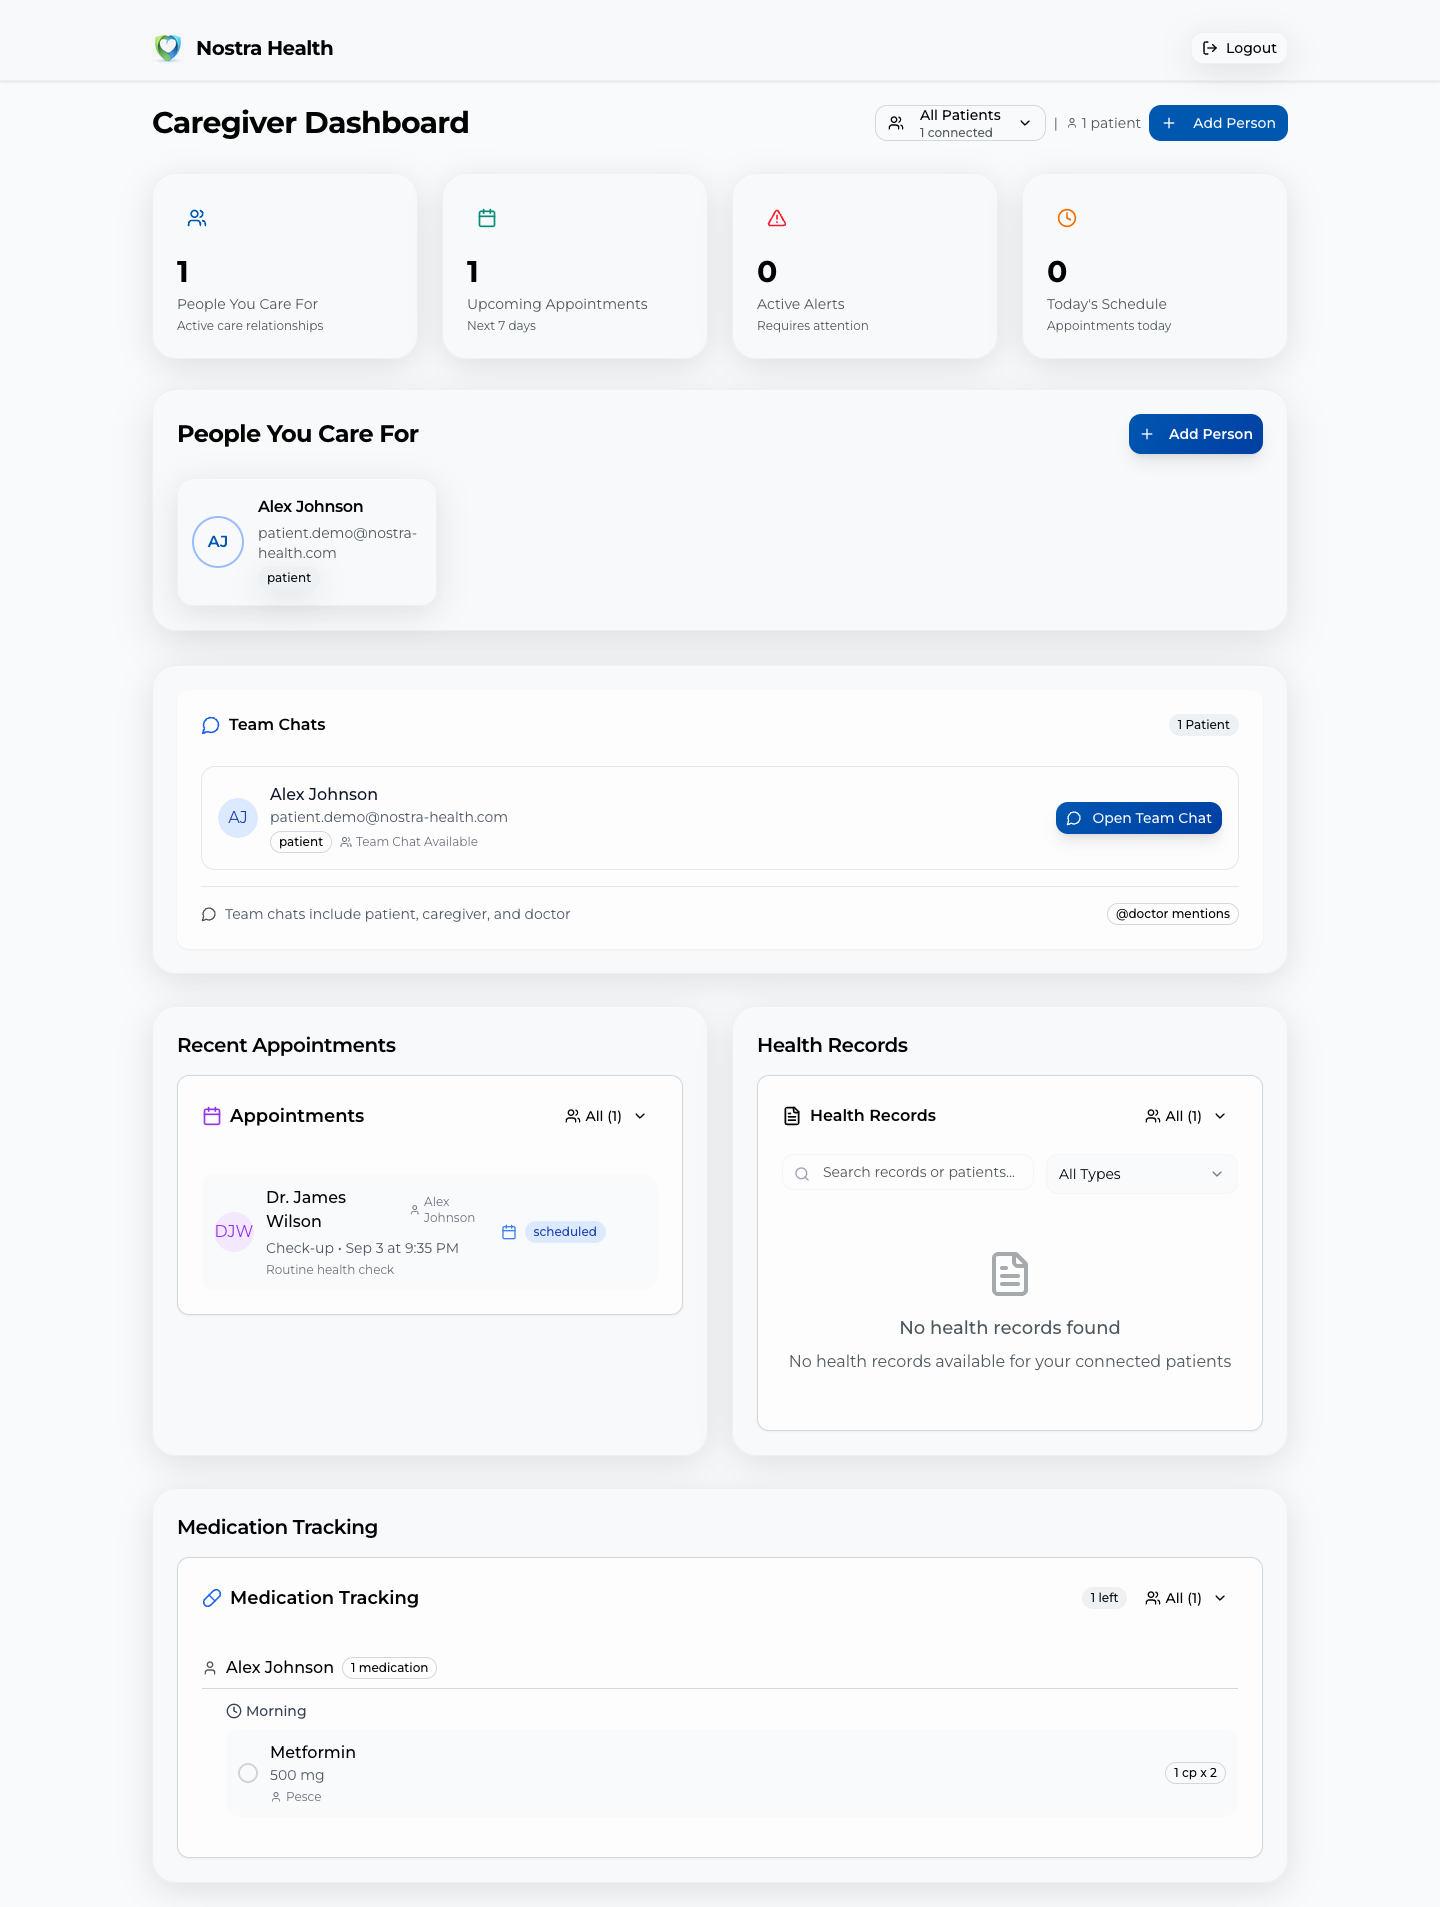 Nostra Health
Logout
Caregiver Dashboard
All Patients
1 connected
|
1 patient
Add Person
1
People You Care For
Active care relationships
1
Upcoming Appointments
Next 7 days
0
Active Alerts
Requires attention
0
Today's Schedule
Appointments today
People You Care For
Add Person
AJ
Alex Johnson
patient.demo@nostra-
health.com
patient
Team Chats
1 Patient
AJ
Alex Johnson
patient.demo@nostra-health.com
patient
Team Chat Available
Open Team Chat
Team chats include patient, caregiver, and doctor
@doctor mentions
Recent Appointments
Appointments
All (1)
DJW
Dr. James
Wilson
Alex
Johnson
Check-up • Sep 3 at 9:35 PM
Routine health check
scheduled
Health Records
Health Records
All (1)
Search records or patients...
All Types
No health records found
No health records available for your connected patients
Medication Tracking
Medication Tracking
1 left
All (1)
Alex Johnson
1 medication
Morning
Metformin
500 mg
Pesce
1 cp x 2